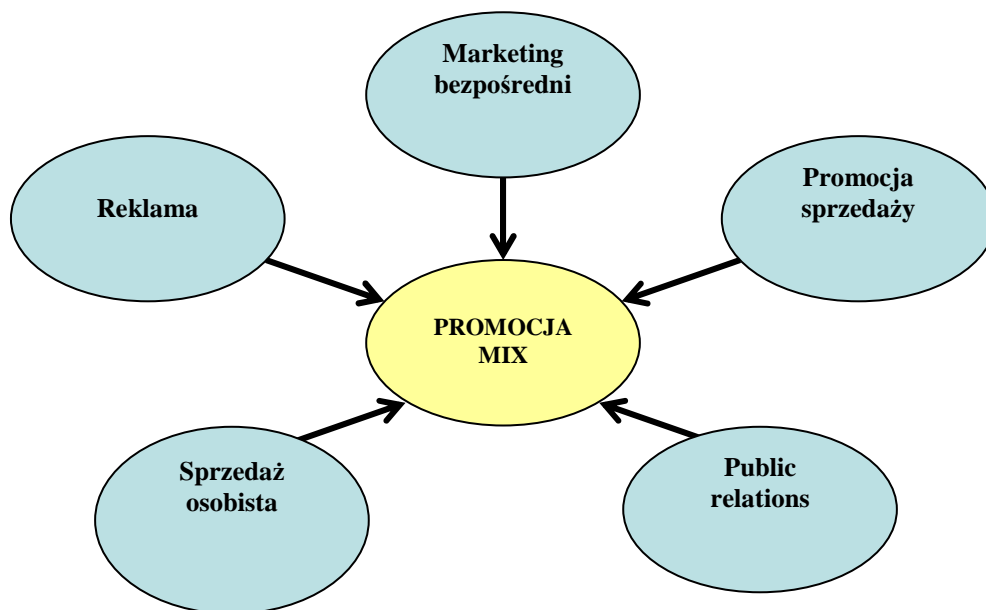 Marketing
bezpośredni
Reklama
Promocja
sprzedaży
PROMOCJA
MIX
Sprzedaż
osobista
Public
relations